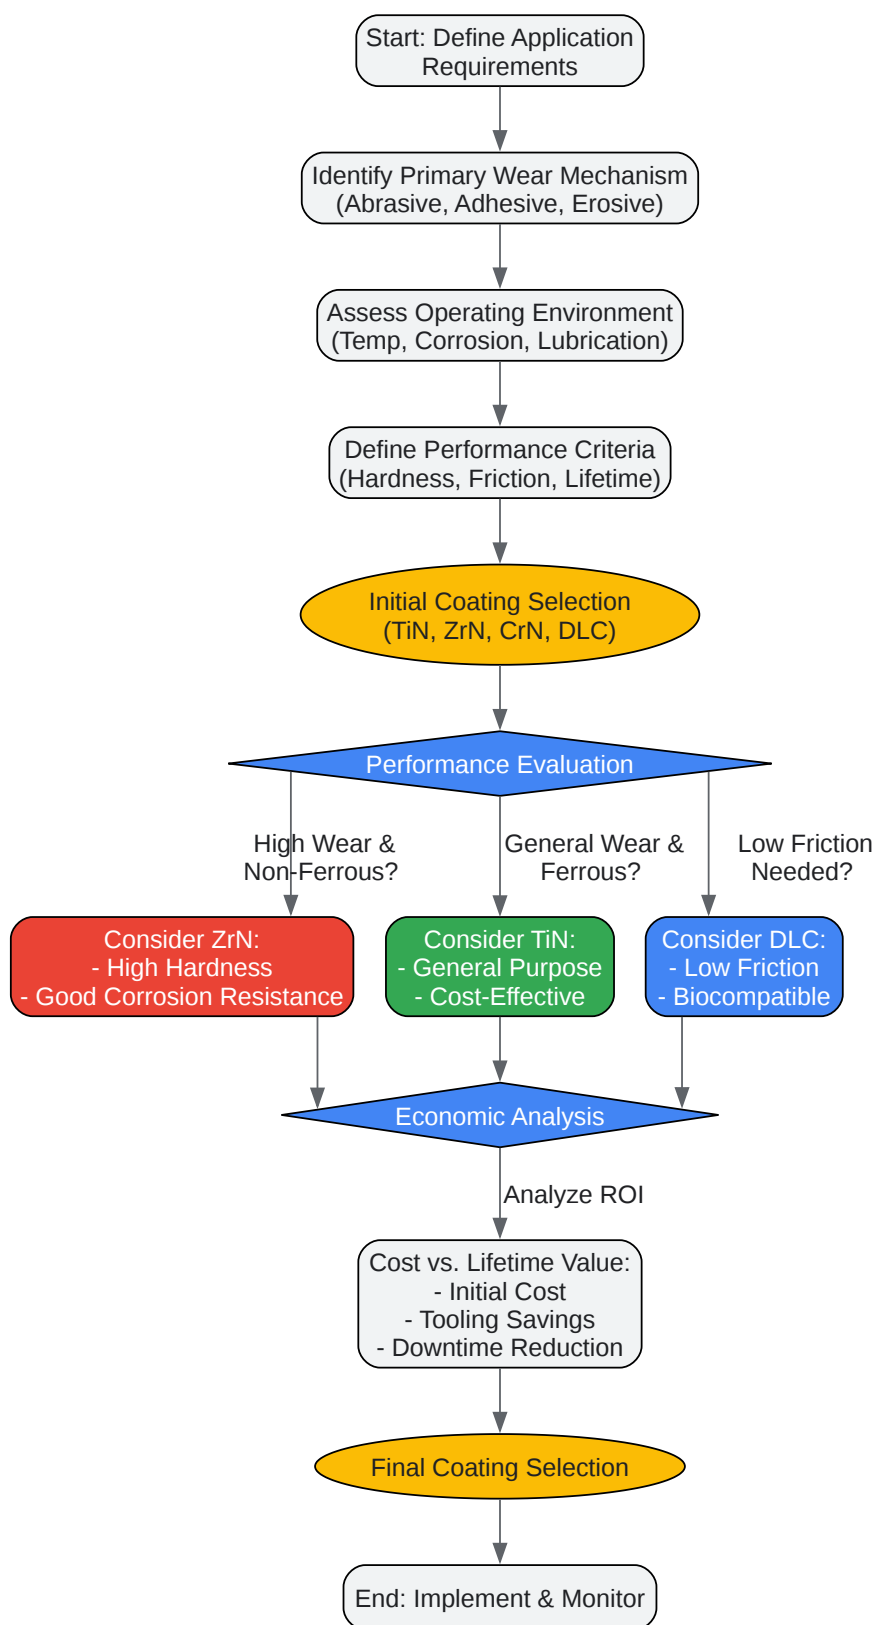 Start: Define Application
Requirements
Identify Primary Wear Mechanism
(Abrasive, Adhesive, Erosive)
Assess Operating Environment
(Temp, Corrosion, Lubrication)
Define Performance Criteria
(Hardness, Friction, Lifetime)
Initial Coating Selection
(TiN, ZrN, CrN, DLC)
Performance Evaluation
High Wear &
Non-Ferrous?
General Wear &
Ferrous?
Low Friction
Needed?
Consider ZrN:
- High Hardness
- Good Corrosion Resistance
Consider TiN:
- General Purpose
- Cost-Effective
Consider DLC:
- Low Friction
- Biocompatible
Economic Analysis
Analyze ROI
Cost vs. Lifetime Value:
- Initial Cost
- Tooling Savings
- Downtime Reduction
Final Coating Selection
End: Implement & Monitor